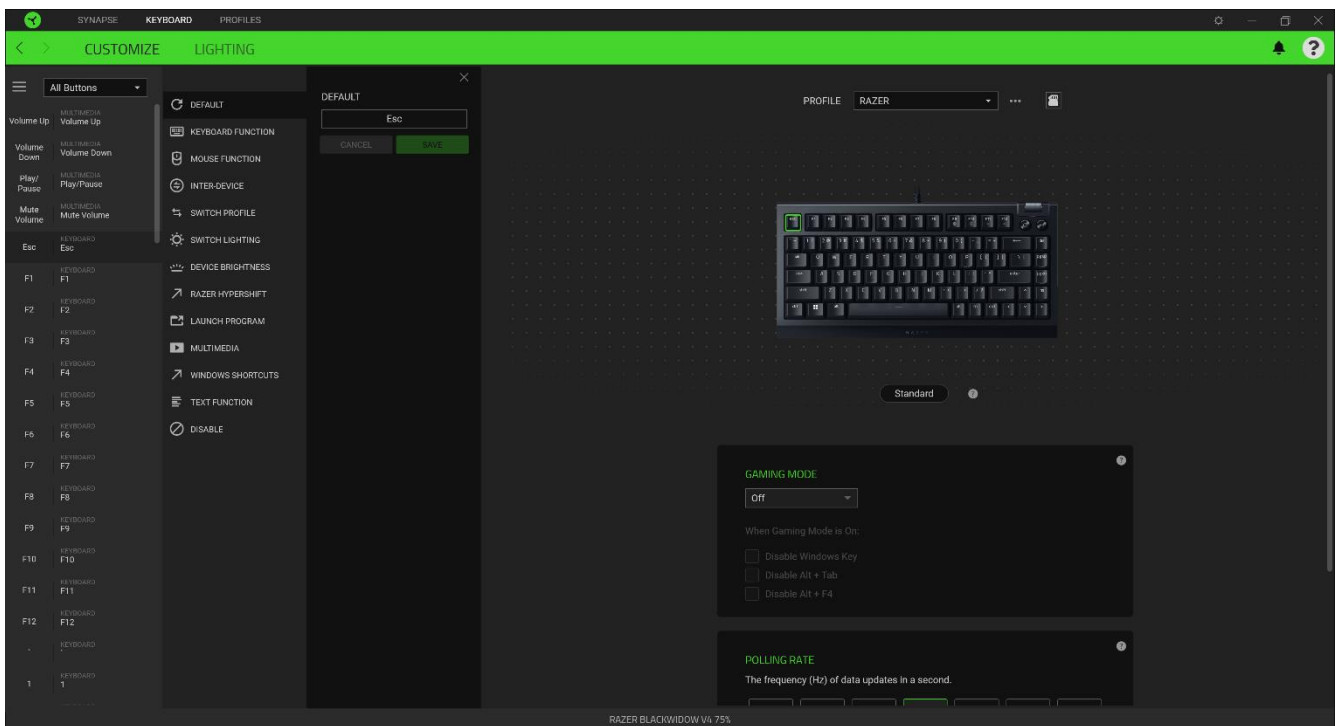 SYNAPSE KEYBOARD PROFILES
CUSTOMIZE LIGHTING
All Buttons
Volume Up MULTIMEDIA Volume Up
Volume Down MULTIMEDIA Volume Down
Play/Pause MULTIMEDIA Play/Pause
Mute Volume MULTIMEDIA Mute Volume
Esc KEYBOARD Esc
F1 KEYBOARD F1
F2 KEYBOARD F2
F3 KEYBOARD F3
F4 KEYBOARD F4
F5 KEYBOARD F5
F6 KEYBOARD F6
F7 KEYBOARD F7
F8 KEYBOARD F8
F9 KEYBOARD F9
F10 KEYBOARD F10
F11 KEYBOARD F11
F12 KEYBOARD F12
` KEYBOARD `
1 KEYBOARD 1
DEFAULT
KEYBOARD FUNCTION
MOUSE FUNCTION
INTER-DEVICE
SWITCH PROFILE
SWITCH LIGHTING
DEVICE BRIGHTNESS
RAZER HYPERSHIFT
LAUNCH PROGRAM
MULTIMEDIA
WINDOWS SHORTCUTS
TEXT FUNCTION
DISABLE
DEFAULT
Esc
CANCEL SAVE
PROFILE RAZER
Standard
GAMING MODE
Off
When Gaming Mode is On:
Disable Windows Key
Disable Alt + Tab
Disable Alt + F4
POLLING RATE
The frequency (Hz) of data updates in a second.
RAZER BLACKWIDOW V4 75%